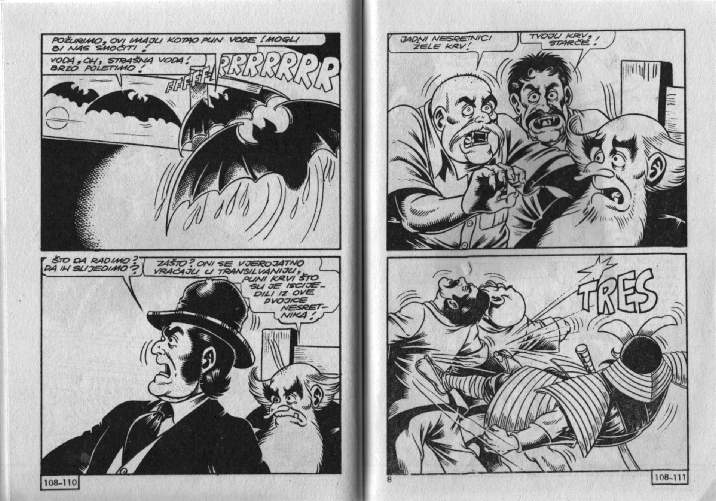 POŽURIMO, OVI IMAJU KOTAO PUN VODE! MOGLI
BI NAS SMOČITI!
VODA, OH, STRAŠNA VODA!
BRZO POLETIMO!
FFFFFRRRRRRRR
ŠTO DA RADIMO?
DA IH SLIJEDIMO?
ZAŠTO? ONI SE VJEROJATNO
VRAĆAJU U TRANSILVANIJU,
PUNI KRVI ŠTO
SU JE ISCIJE-
DILI IZ OVE
DVOJICE
NESRET-
NIKA!
108-110
JADNI NESRETNICI
ŽELE KRV!
TVOJU KRV,
STARČE!
TRES
8
108-111